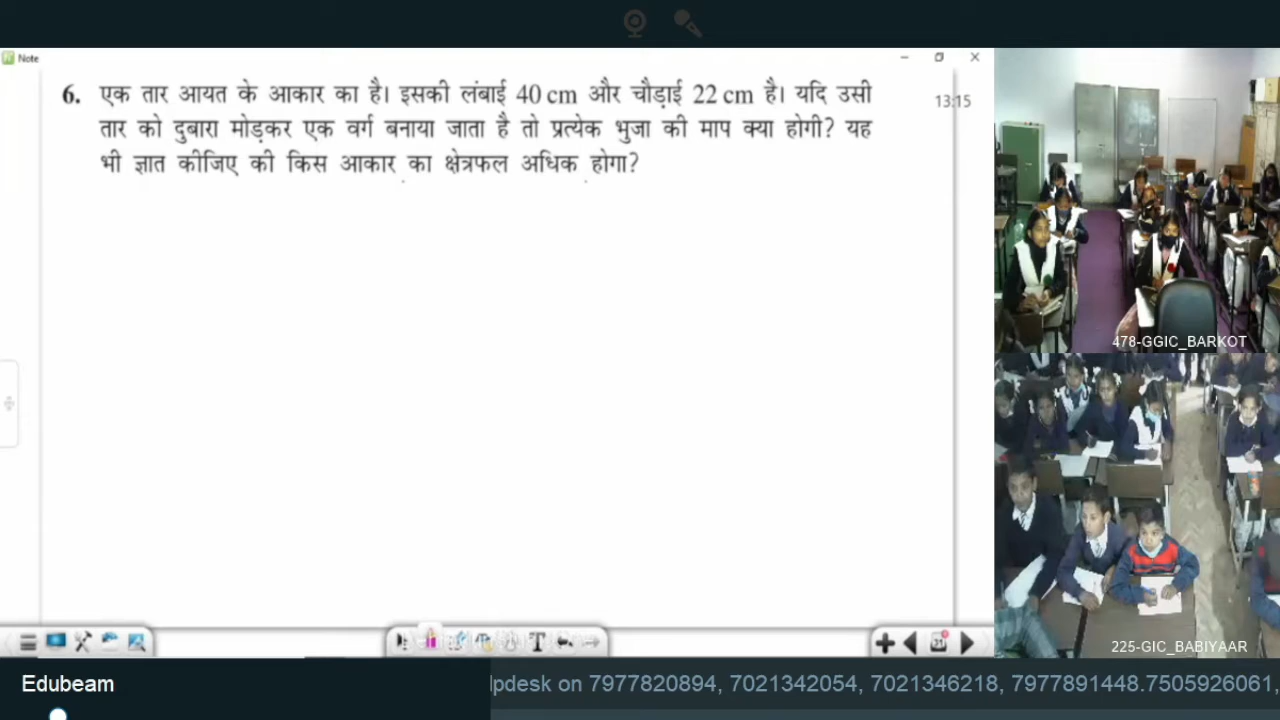 Note
6. एक तार आयत के आकार का है। इसकी लंबाई 40 cm और चौड़ाई 22 cm है। यदि उसी
13:15
तार को दुबारा मोड़कर एक वर्ग बनाया जाता है तो प्रत्येक भुजा की माप क्या होगी? यह
भी ज्ञात कीजिए की किस आकार का क्षेत्रफल अधिक होगा?
478-GGIC_BARKOT
225-GIC_BABIYAAR
T
31
Edubeam
lpdesk on 7977820894, 7021342054, 7021346218, 7977891448.7505926061,